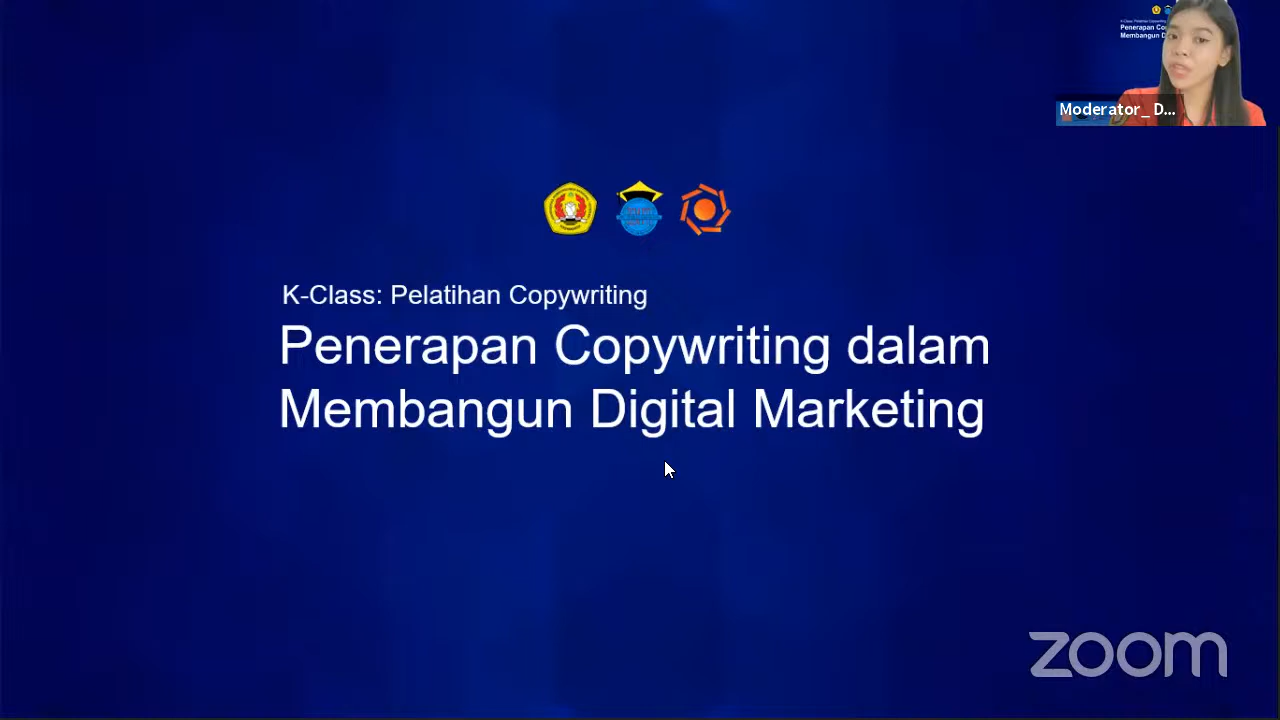 Moderator_ D...
K-Class: Pelatihan Copywriting
Penerapan Copywriting dalam
Membangun Digital Marketing
zoom